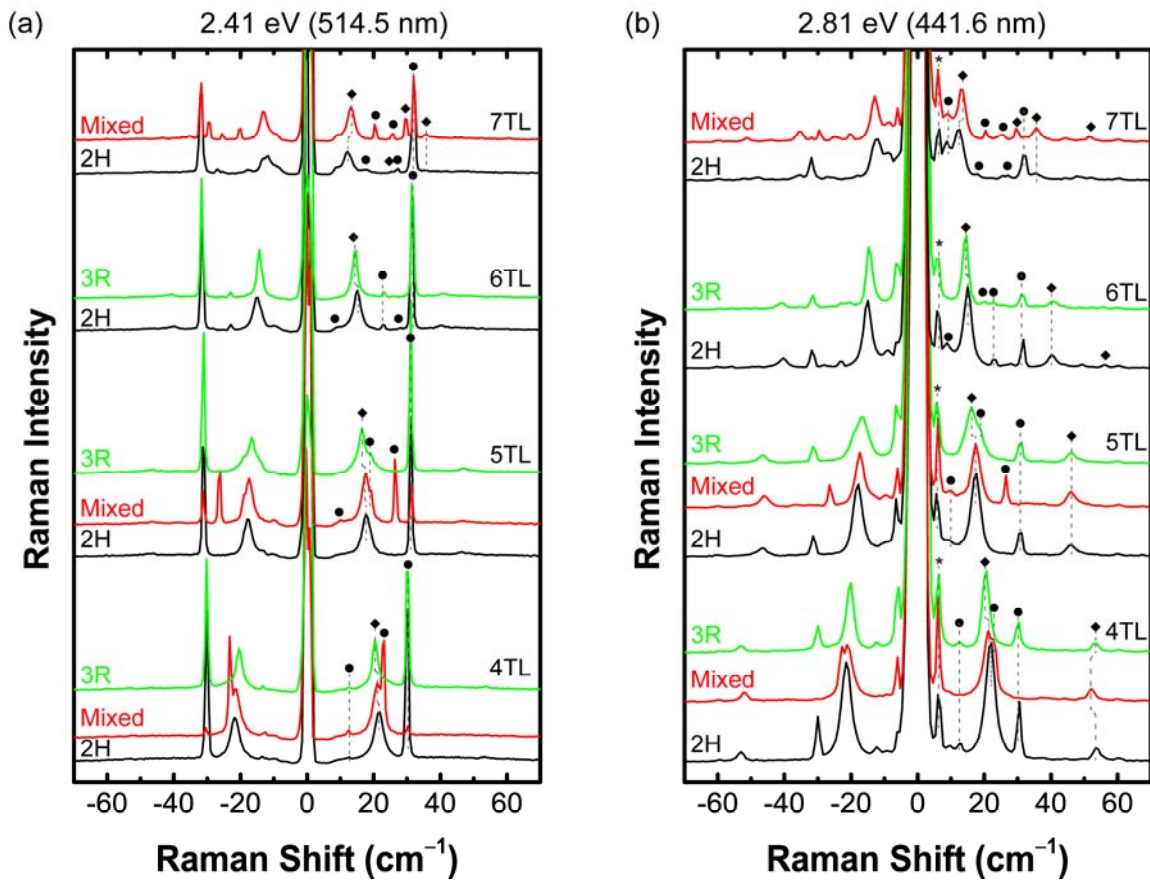 (a) 2.41 eV (514.5 nm)
Raman Intensity
Mixed 7TL
2H
3R 6TL
2H
3R 5TL
Mixed
2H
3R 4TL
Mixed
2H
-60 -40 -20 0 20 40 60
Raman Shift (cm⁻¹)
(b) 2.81 eV (441.6 nm)
Raman Intensity
*
Mixed 7TL
2H
*
3R 6TL
2H
*
3R 5TL
Mixed
2H
*
3R 4TL
Mixed
2H
-60 -40 -20 0 20 40 60
Raman Shift (cm⁻¹)